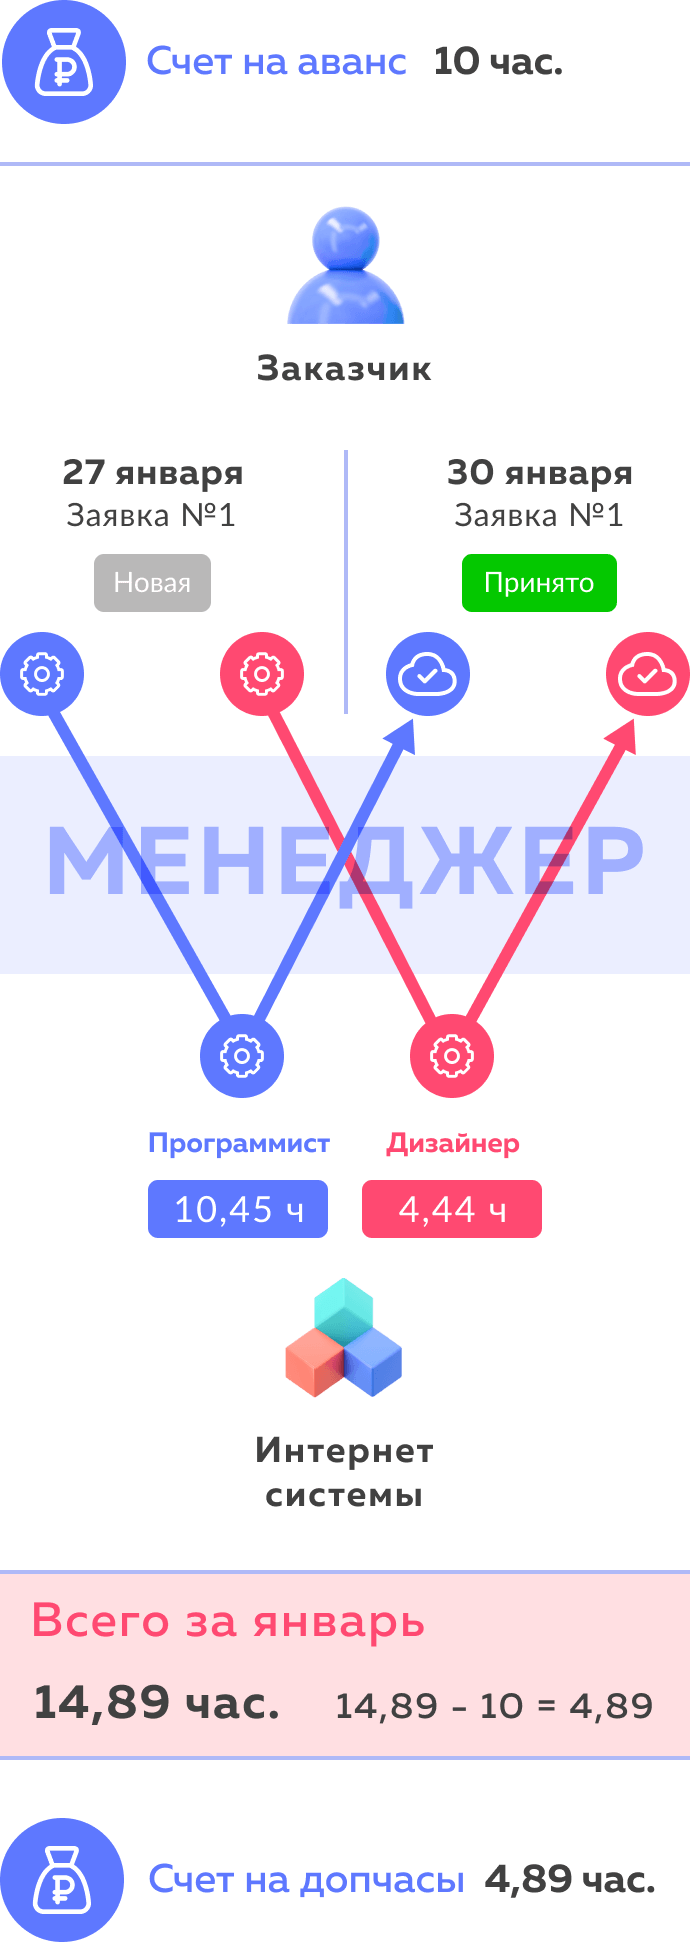 Счет на аванс 10 час.
Заказчик
27 января
Заявка №1
Новая
30 января
Заявка №1
Принято
МЕНЕДЖЕР
Программист
10,45 ч
Дизайнер
4,44 ч
Интернет
системы
Всего за январь
14,89 час. 14,89 - 10 = 4,89
Счет на допчасы 4,89 час.